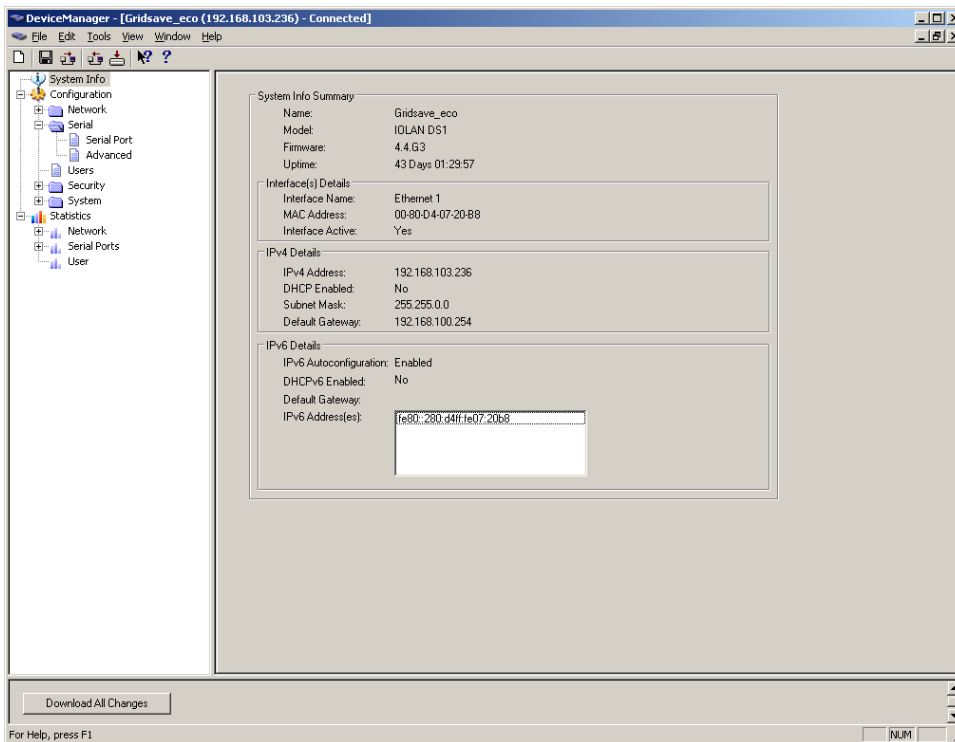 DeviceManager - [Gridsave_eco (192.168.103.236) - Connected]
File Edit Tools View Window Help
System Info
Configuration
Network
Serial
Serial Port
Advanced
Users
Security
System
Statistics
Network
Serial Ports
User
System Info Summary
Name: Gridsave_eco
Model: IOLAN DS1
Firmware: 4.4.G3
Uptime: 43 Days 01:29:57
Interface(s) Details
Interface Name: Ethernet 1
MAC Address: 00-80-D4-07-20-B8
Interface Active: Yes
IPv4 Details
IPv4 Address: 192.168.103.236
DHCP Enabled: No
Subnet Mask: 255.255.0.0
Default Gateway: 192.168.100.254
IPv6 Details
IPv6 Autoconfiguration: Enabled
DHCPv6 Enabled: No
Default Gateway:
IPv6 Address(es): fe80::280:d4ff:fe07:20b8
Download All Changes
For Help, press F1 NUM